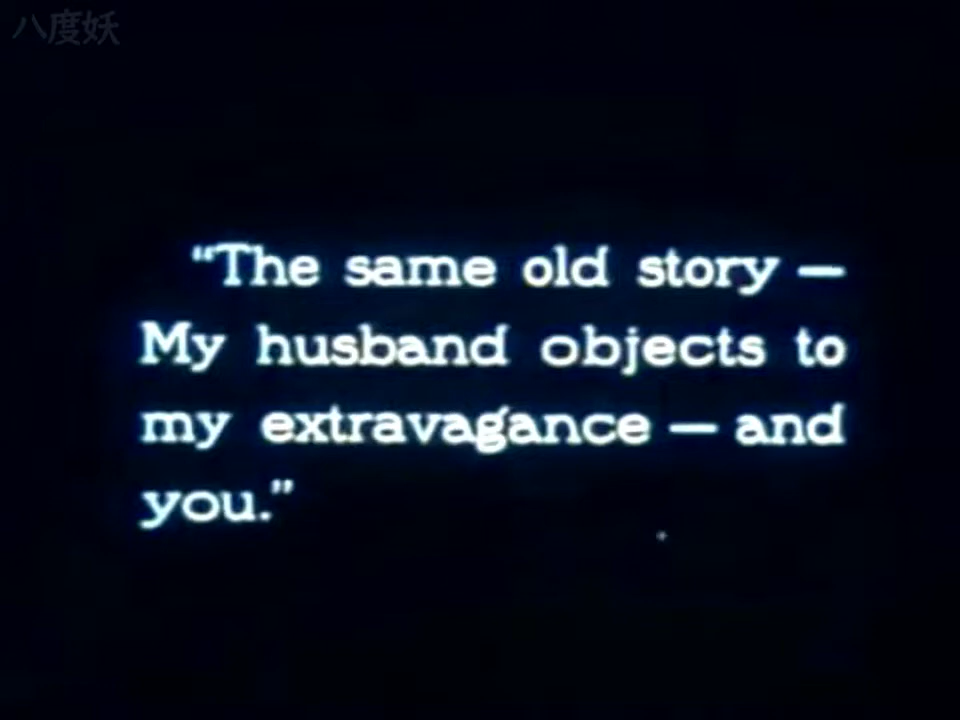 八度妖
“The same old story —
My husband objects to
my extravagance — and
you.”